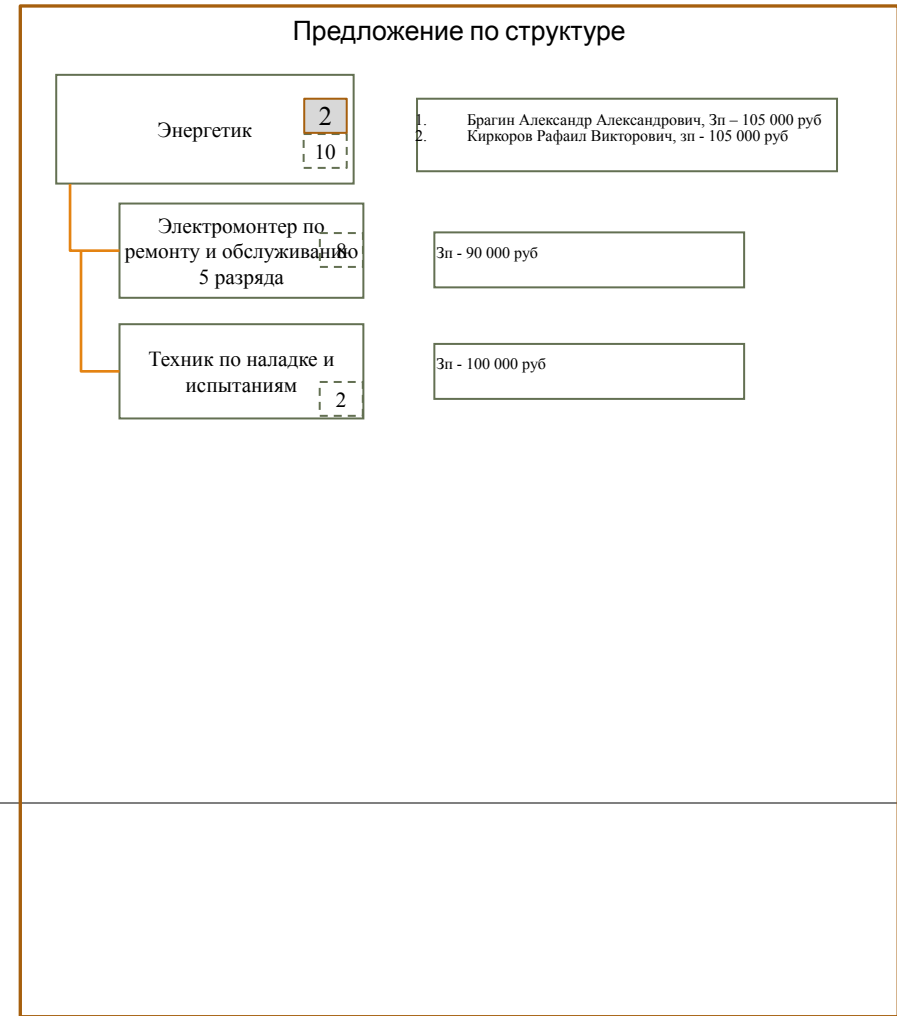 Предложение по структуре
Энергетик
2
10
1. Брагин Александр Александрович, Зп – 105 000 руб
2. Киркоров Рафаил Викторович, зп - 105 000 руб
Электромонтер по
ремонту и обслуживанию
5 разряда
8
Зп - 90 000 руб
Техник по наладке и
испытаниям
2
Зп - 100 000 руб